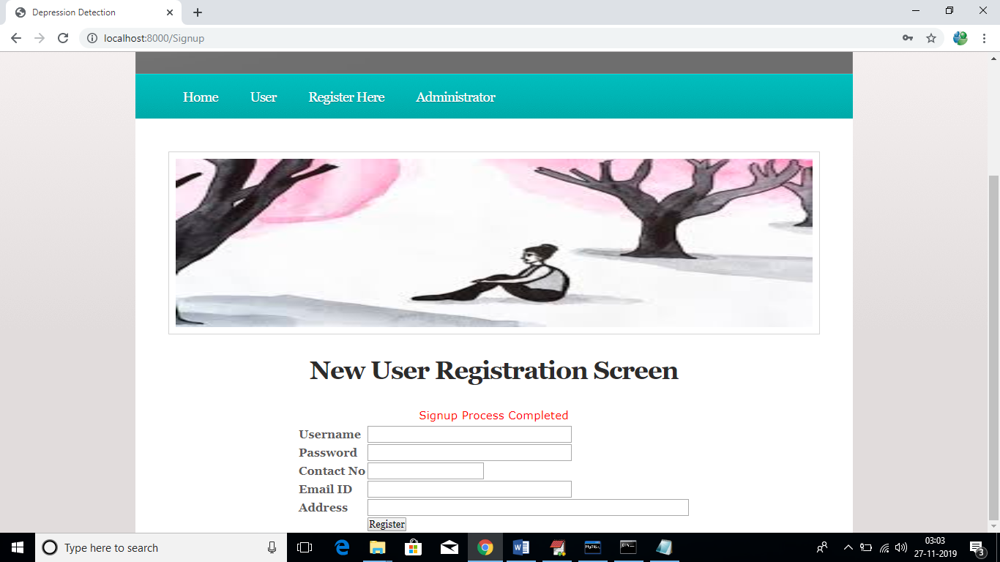 Depression Detection
localhost:8000/Signup
Home User Register Here Administrator
New User Registration Screen
Signup Process Completed
Username
Password
Contact No
Email ID
Address
Register
Type here to search
03:03
27-11-2019
3